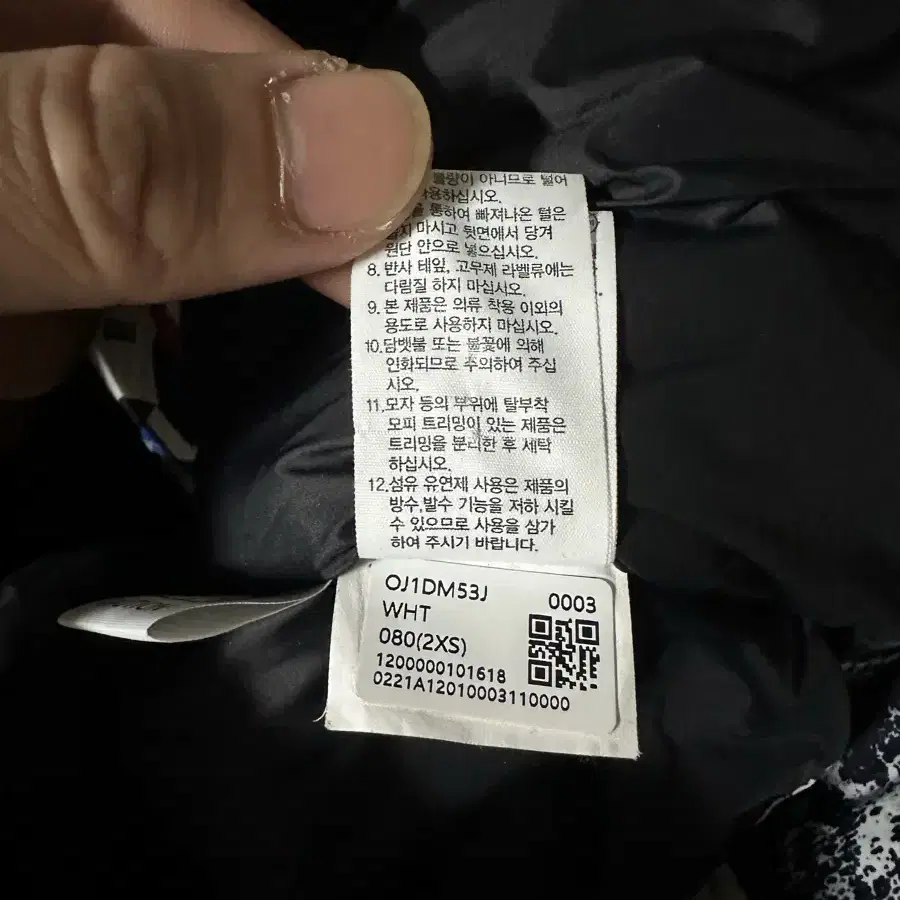 불량이 아니므로 털어
사용하십시오.
통하여 빠져나온 털은
마시고 뒷면에서 당겨
원단 안으로 넣으십시오.
8. 반사 테잎, 고무제 라벨류에는
다림질 하지 마십시오.
9. 본 제품은 의류 착용 이외의
용도로 사용하지 마십시오.
10.담뱃불 또는 불꽃에 의해
인화되므로 주의하여 주십
시오.
11.모자 등의 부위에 탈부착
모피 트리밍이 있는 제품은
트리밍을 분리한 후 세탁
하십시오.
12.섬유 유연제 사용은 제품의
방수,발수 기능을 저하 시킬
수 있으므로 사용을 삼가
하여 주시기 바랍니다.
OJ1DM53J 0003
WHT
080(2XS)
1200000101618
0221A12010003110000